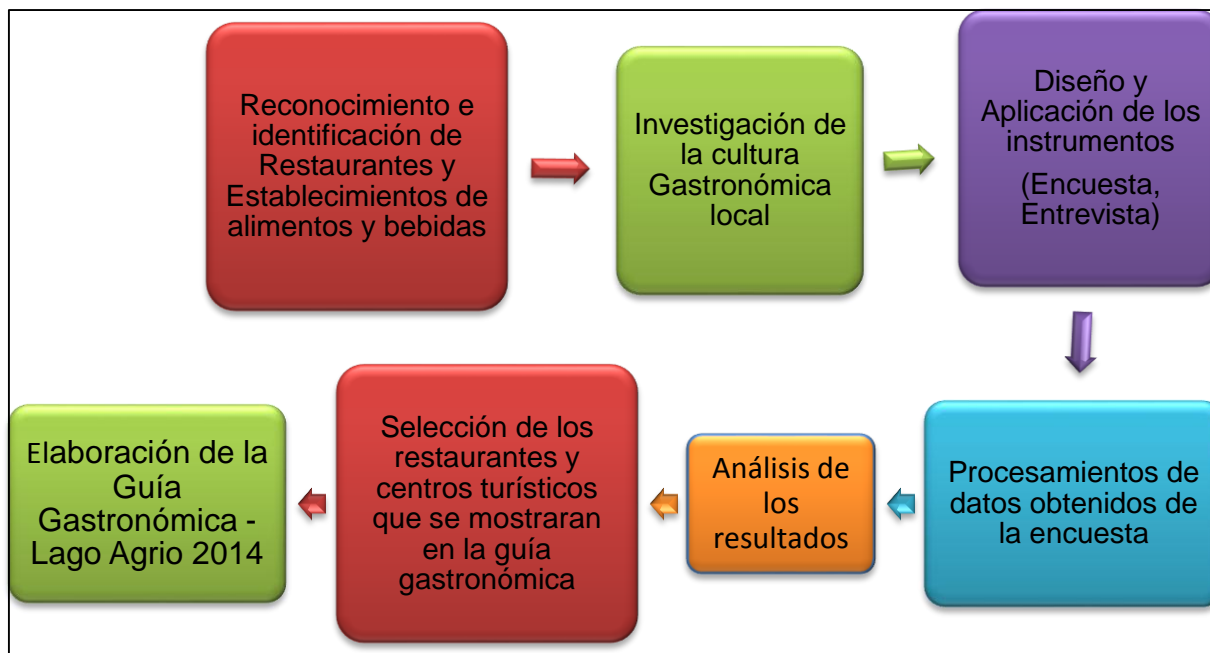 Reconocimiento e
identificación de
Restaurantes y
Establecimientos de
alimentos y bebidas
Investigación de
la cultura
Gastronómica
local
Diseño y
Aplicación de los
instrumentos
(Encuesta,
Entrevista)
Procesamientos de
datos obtenidos de
la encuesta
Análisis de
los
resultados
Selección de los
restaurantes y
centros turísticos
que se mostraran
en la guía
gastronómica
Elaboración de la
Guía
Gastronómica -
Lago Agrio 2014